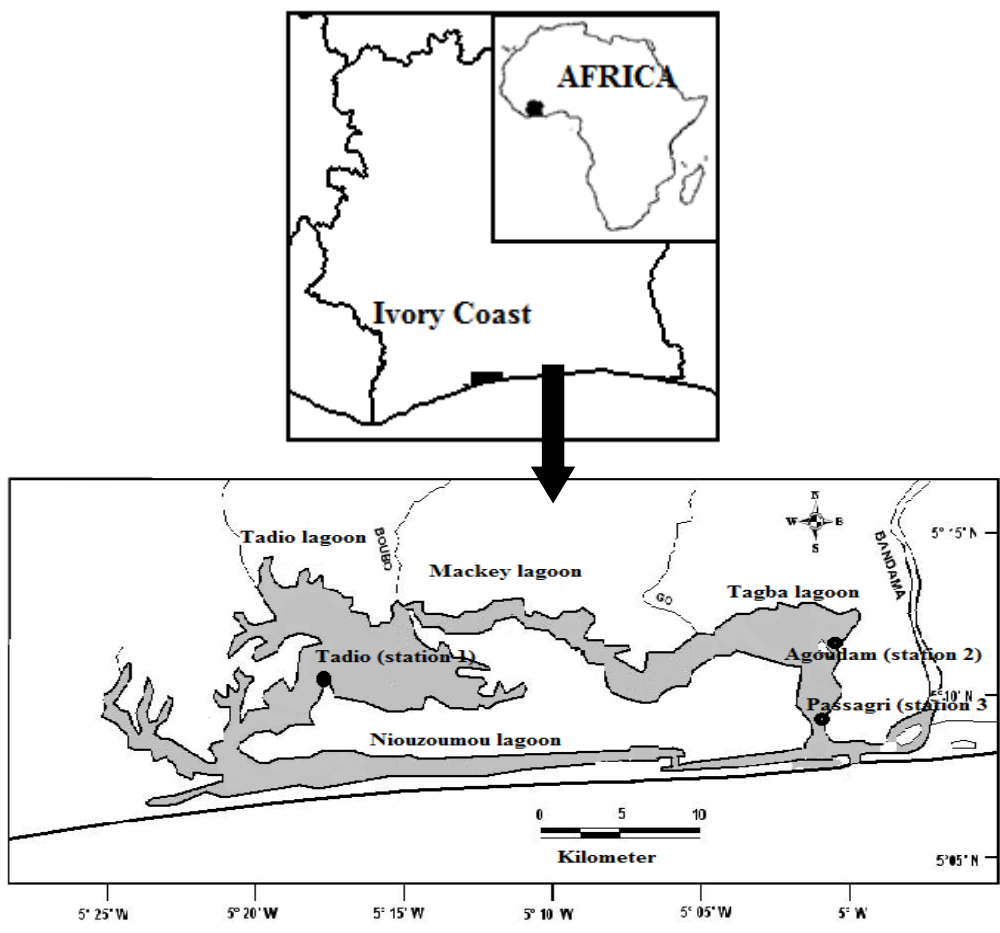 AFRICA
Ivory Coast
N
W E
S
5° 15' N
Tadio lagoon
BOUBO
BANDAMA
Mackey lagoon
Tagba lagoon
GO
Tadio (station 1)
Agoudam (station 2)
5° 10' N
Passagri (station 3
Niouzoumou lagoon
0 5 10
Kilometer
5° 05' N
5° 25' W 5° 20' W 5° 15' W 5° 10' W 5° 05' W 5° W